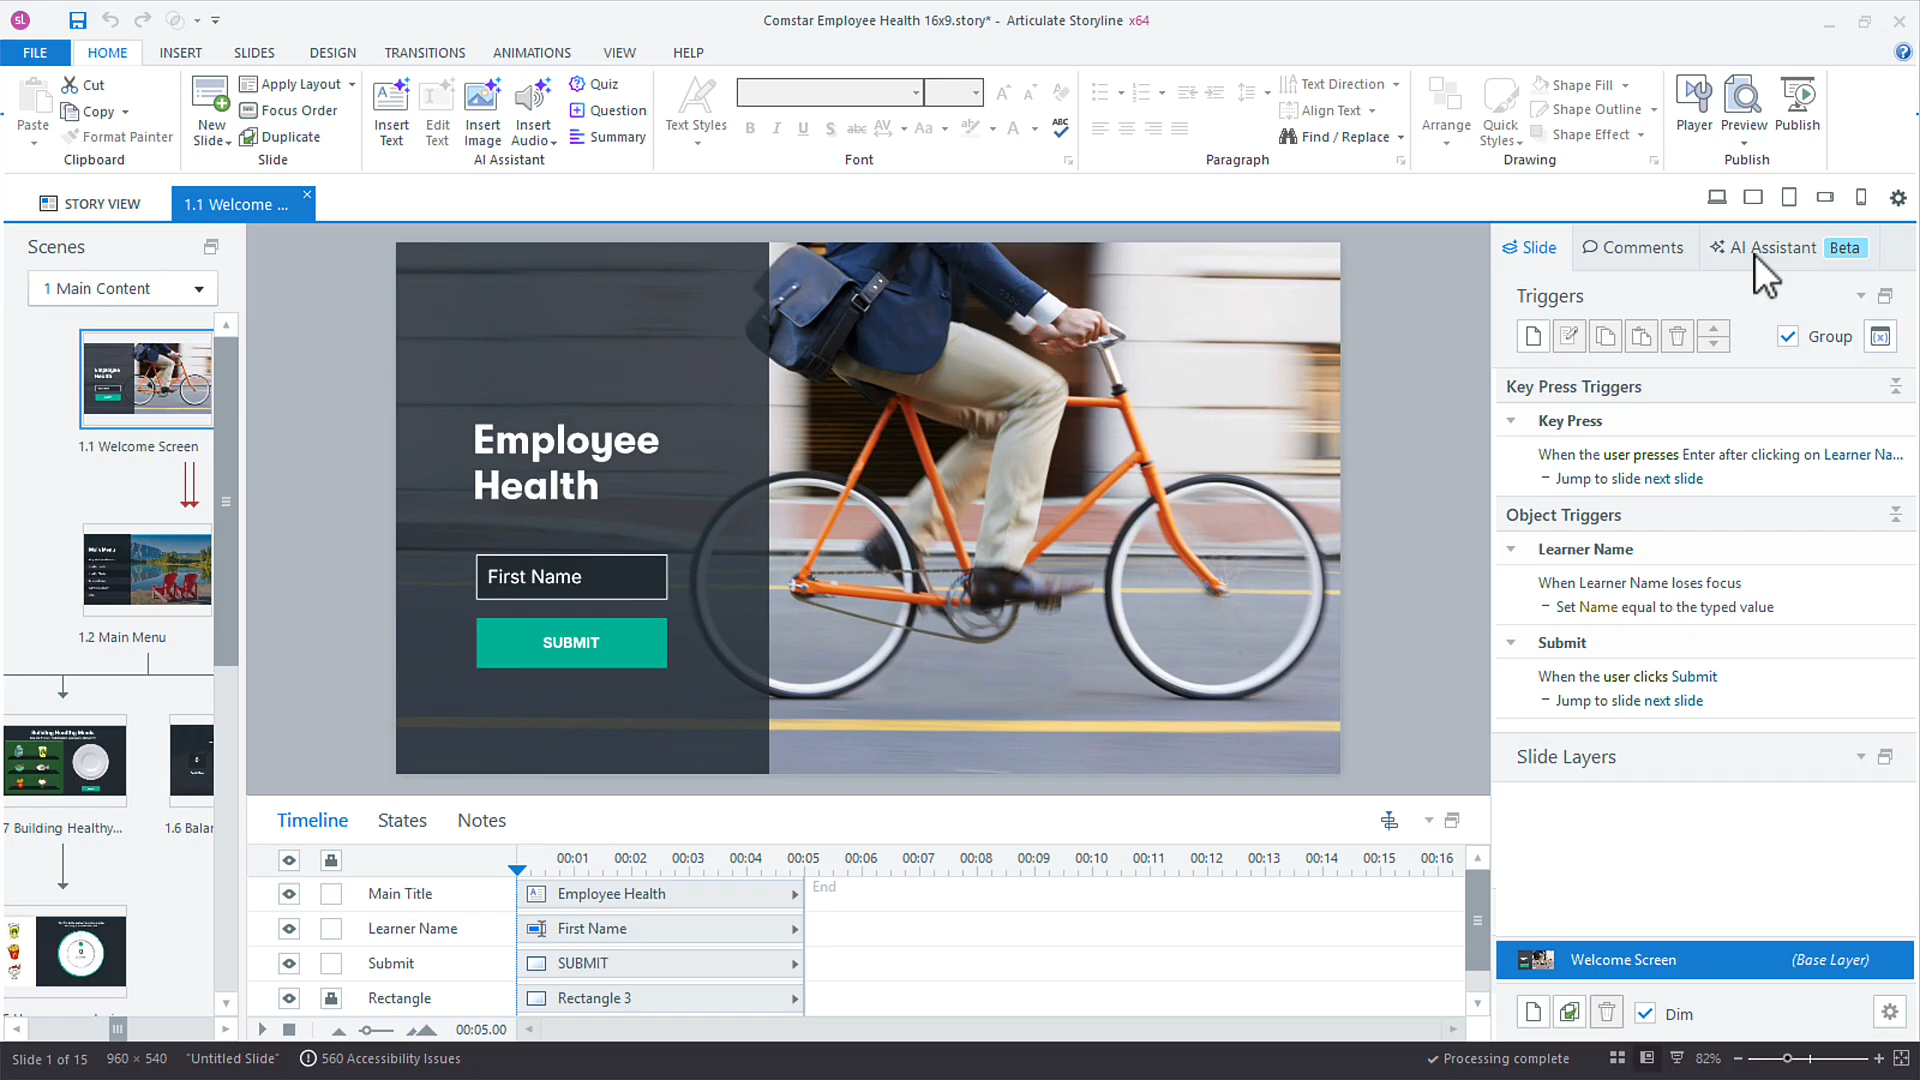 sL
Comstar Employee Health 16x9.story* - Articulate Storyline x64
FILE HOME INSERT SLIDES DESIGN TRANSITIONS ANIMATIONS VIEW HELP
Paste
Cut
Copy
Format Painter
Clipboard
New Slide
Apply Layout
Focus Order
Duplicate
Slide
Insert Text
Edit Text
Insert Image
Insert Audio
Quiz
Question
Summary
AI Assistant
Text Styles
Font
Text Direction
Align Text
Find / Replace
Paragraph
Arrange
Quick Styles
Shape Fill
Shape Outline
Shape Effect
Drawing
Player
Preview
Publish
Publish
STORY VIEW
1.1 Welcome ...
Scenes
1 Main Content
1.1 Welcome Screen
1.2 Main Menu
7 Building Healthy...
1.6 Balar
Employee
Health
First Name
SUBMIT
Slide
Comments
AI Assistant Beta
Triggers
Group
Key Press Triggers
Key Press
When the user presses Enter after clicking on Learner Na...
– Jump to slide next slide
Object Triggers
Learner Name
When Learner Name loses focus
– Set Name equal to the typed value
Submit
When the user clicks Submit
– Jump to slide next slide
Slide Layers
Welcome Screen (Base Layer)
Dim
Timeline States Notes
00:01 00:02 00:03 00:04 00:05 00:06 00:07 00:08 00:09 00:10 00:11 00:12 00:13 00:14 00:15 00:16
Main Title Employee Health End
Learner Name First Name
Submit SUBMIT
Rectangle Rectangle 3
00:05.00
Slide 1 of 15 960 × 540 "Untitled Slide" 560 Accessibility Issues
Processing complete 82%